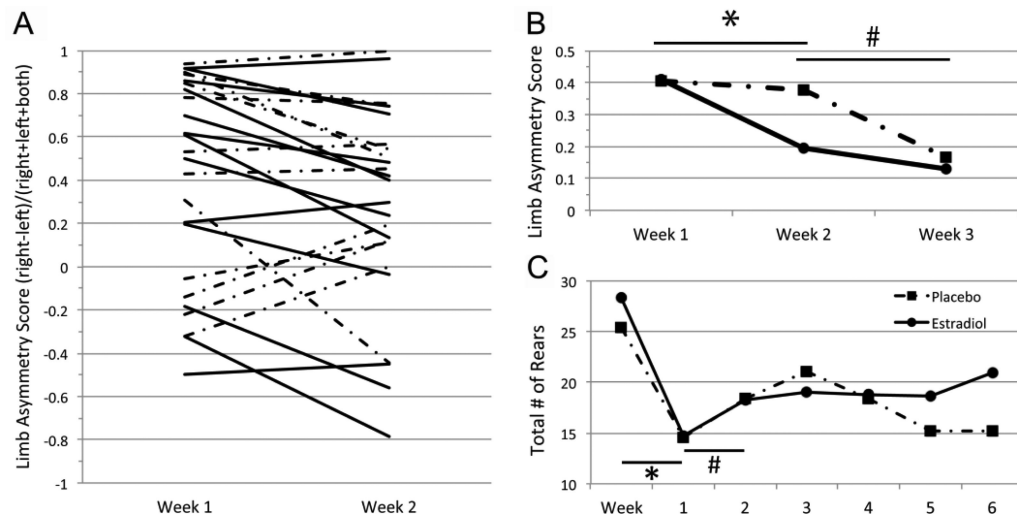 A
Limb Asymmetry Score (right-left)/(right+left+both)
1
0.8
0.6
0.4
0.2
0
-0.2
-0.4
-0.6
-0.8
-1
Week 1 Week 2
B
* #
Limb Asymmetry Score
0.5
0.4
0.3
0.2
0.1
0
Week 1 Week 2 Week 3
C
Total # of Rears
30
25
20
15
10
Placebo
Estradiol
* #
Week 1 2 3 4 5 6